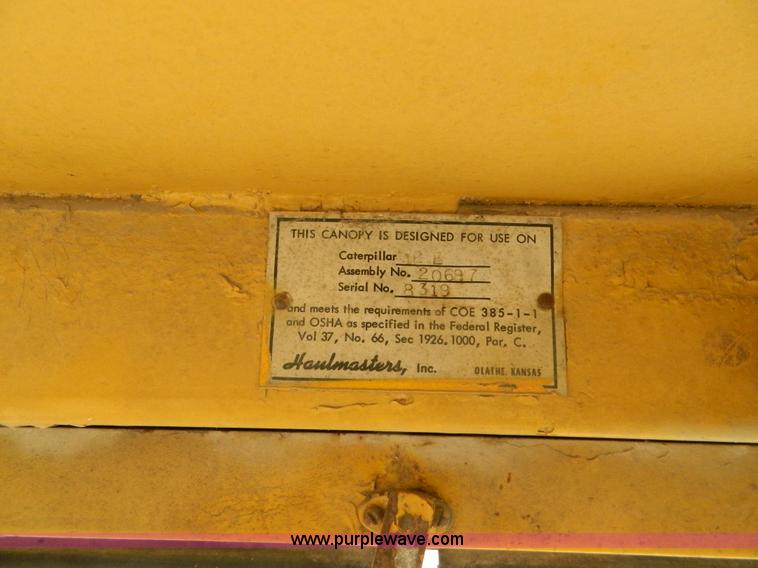 THIS CANOPY IS DESIGNED FOR USE ON
Caterpillar
Assembly No. 20697
Serial No. 8319
and meets the requirements of COE 385-1-1
and OSHA as specified in the Federal Register,
Vol 37, No. 66, Sec 1926.1000, Par. C.
Haulmasters, Inc. OLATHE, KANSAS
www.purplewave.com